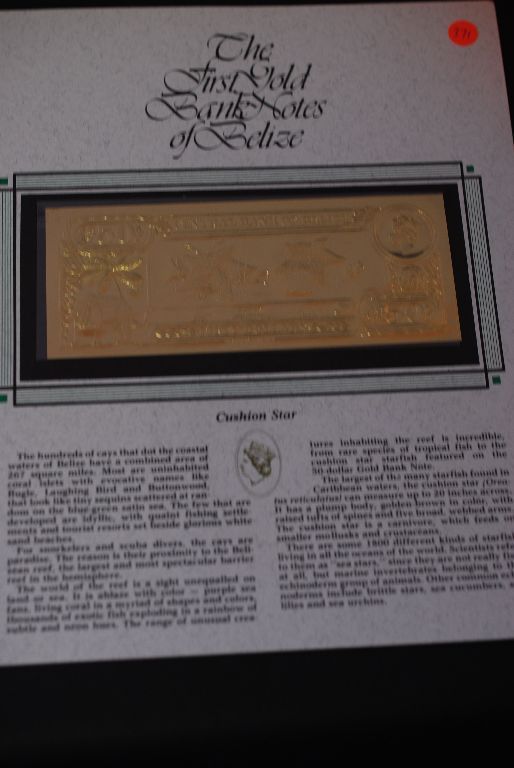 The
First Gold
Bank Notes
of Belize
Cushion Star
The hundreds of cays that dot the coastal
waters of Belize have a combined area of
267 square miles. Most are uninhabited
coral islets with evocative names like
Bugle, Laughing Bird and Buttonwood,
that look like tiny sequins scattered at ran-
dom on the blue-green satin sea. The few that are
developed are idyllic, with quaint fishing settle-
ments and tourist resorts set beside glorious white
sand beaches.
For snorkelers and scuba divers, the cays are
paradise. The reason is their proximity to the Beli-
zean reef, the largest and most spectacular barrier
reef in the hemisphere.
The world of the reef is a sight unequalled on
land or sea. It is ablaze with color — purple sea
fans, living coral in a myriad of shapes and colors,
thousands of exotic fish exploding in a rainbow of
subtle and neon hues. The range of unusual crea-
tures inhabiting the reef is incredible,
from rare species of tropical fish to the
cushion star starfish featured on the
50 dollar Gold Bank Note.
The largest of the many starfish found in
Caribbean waters, the cushion star (Oreas-
ter reticulata) can measure up to 20 inches across.
It has a plump body, golden-brown in color, with
raised tufts of spines, and five broad, webbed arms.
The cushion star is a carnivore, which feeds on
smaller mollusks and crustaceans.
There are some 1800 different kinds of starfish
living in all the oceans of the world. Scientists refer
to them as "sea stars," since they are not really fish
at all, but marine invertebrates belonging to the
echinoderm group of animals. Other common
noderms include brittle stars, sea cucumbers,
lilies and sea urchins.